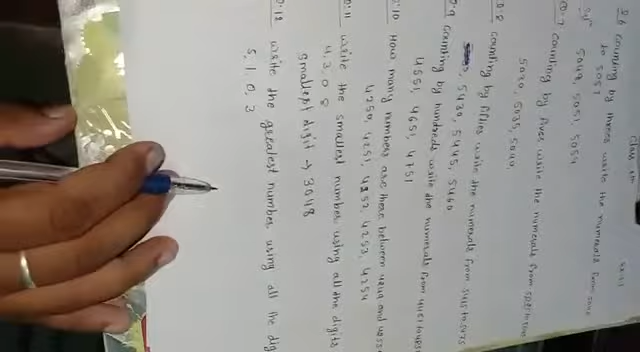 class 5th
Q.6 counting by threes write the numerals from
to 5057
5048, 5051, 5054
Q.7 counting by fives write the numerals from
5030, 5035, 5040
Q.8 counting by fifties write the numerals from
5430, 5445, 5460
Q.9 counting by hundreds write the numerals from
4551, 4651, 4751
Q.10 How many numbers are there between
4250, 4251, 4252, 4253, 4254
Q.11 write the smallest number using all the digits
4, 3, 0, 8
smallest digit → 3048
Q.12 write the greatest number using all the dig
5, 1, 0, 3